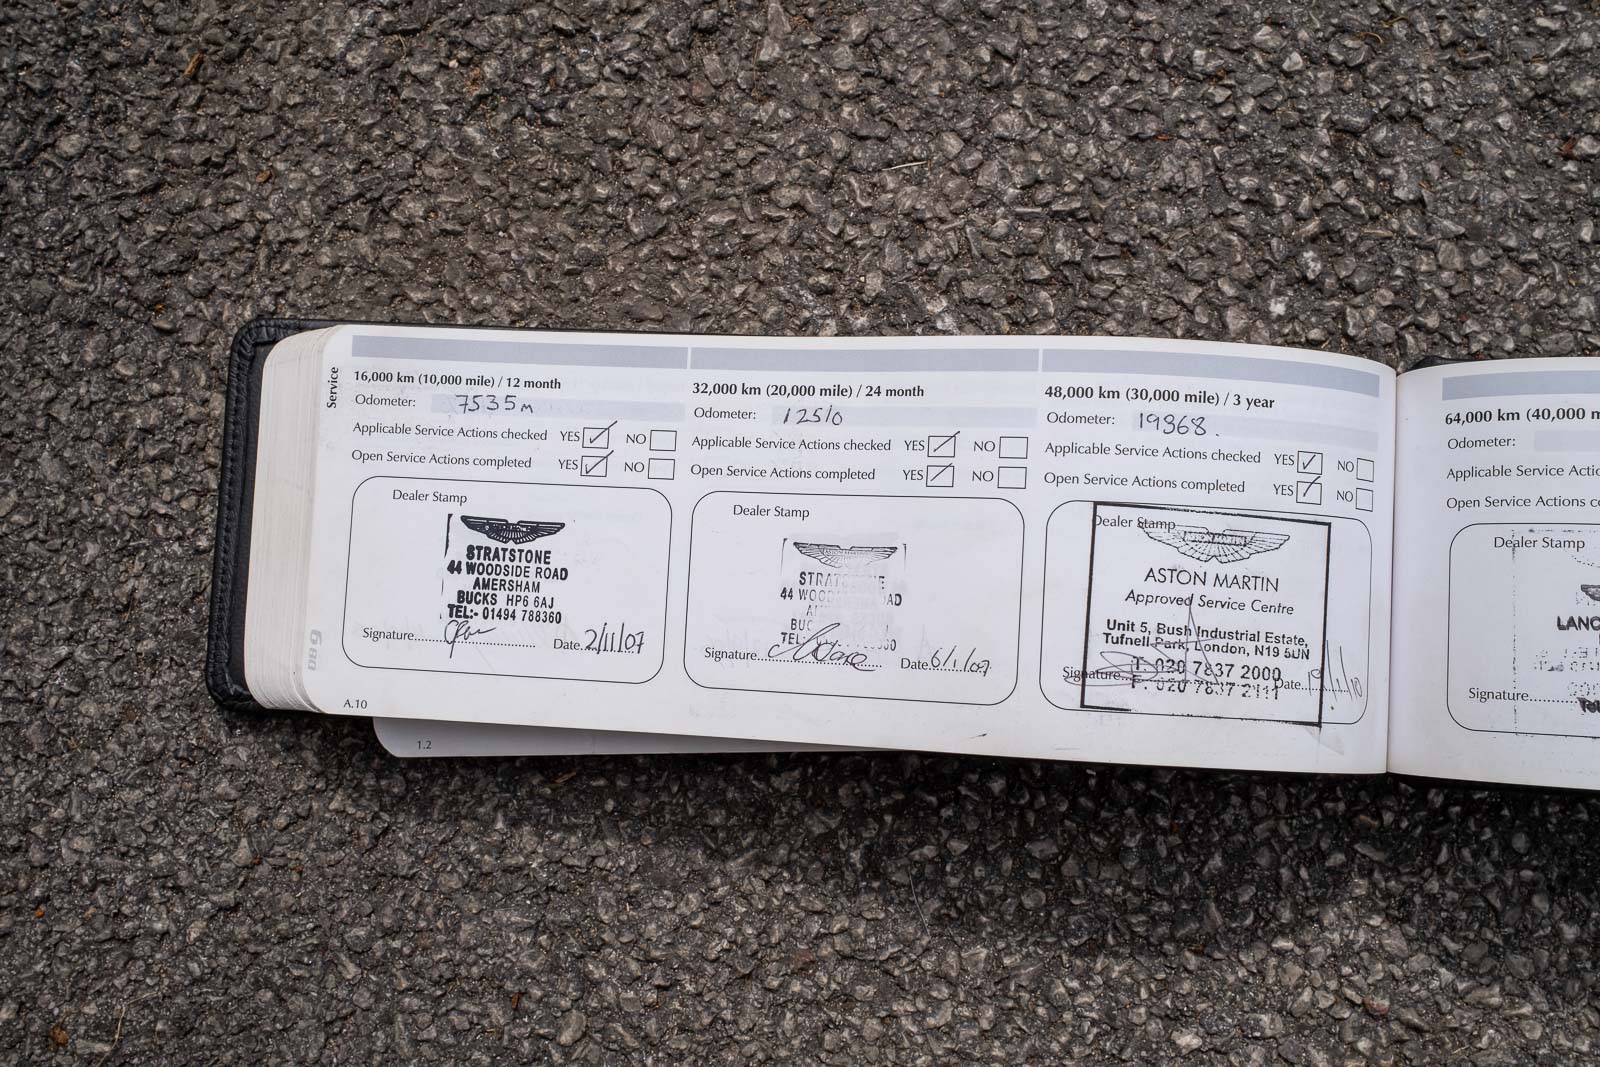 Service
16,000 km (10,000 mile) / 12 month
Odometer: 7535m
Applicable Service Actions checked YES NO
Open Service Actions completed YES NO
Dealer Stamp
STRATSTONE
44 WOODSIDE ROAD
AMERSHAM
BUCKS HP6 6AJ
TEL:- 01494 788360
Signature Date 2/11/07
DB9
A.10
1.2
32,000 km (20,000 mile) / 24 month
Odometer: 12510
Applicable Service Actions checked YES NO
Open Service Actions completed YES NO
Dealer Stamp
ASTON MARTIN
44
TEL:
Signature Date 6/1/09
48,000 km (30,000 mile) / 3 year
Odometer: 19368.
Applicable Service Actions checked YES NO
Open Service Actions completed YES NO
Dealer Stamp
ASTON MARTIN
Approved Service Centre
Unit 5, Bush Industrial Estate,
Tufnell Park, London, N19 5UN
T: 020 7837 2000
F: 020 7837 2111
Signature Date
64,000 km (40,000 m
Odometer:
Applicable Service Actio
Open Service Actions co
Dealer Stamp
LANC
Signature
Tel